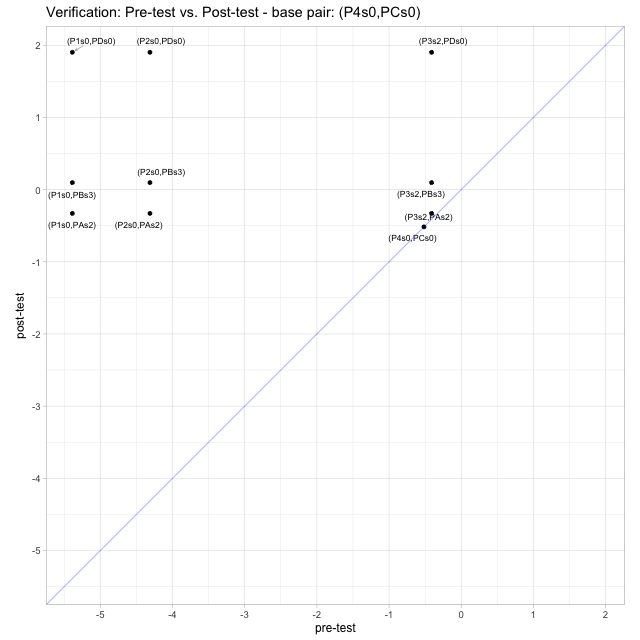 Verification: Pre-test vs. Post-test - base pair: (P4s0,PCs0)
2
(P1s0,PDs0)
(P2s0,PDs0)
(P3s2,PDs0)
1
(P2s0,PBs3)
0
(P1s0,PBs3)
(P3s2,PBs3)
(P3s2,PAs2)
(P1s0,PAs2)
(P2s0,PAs2)
(P4s0,PCs0)
-1
-2
post-test
-3
-4
-5
-5 -4 -3 -2 -1 0 1 2
pre-test